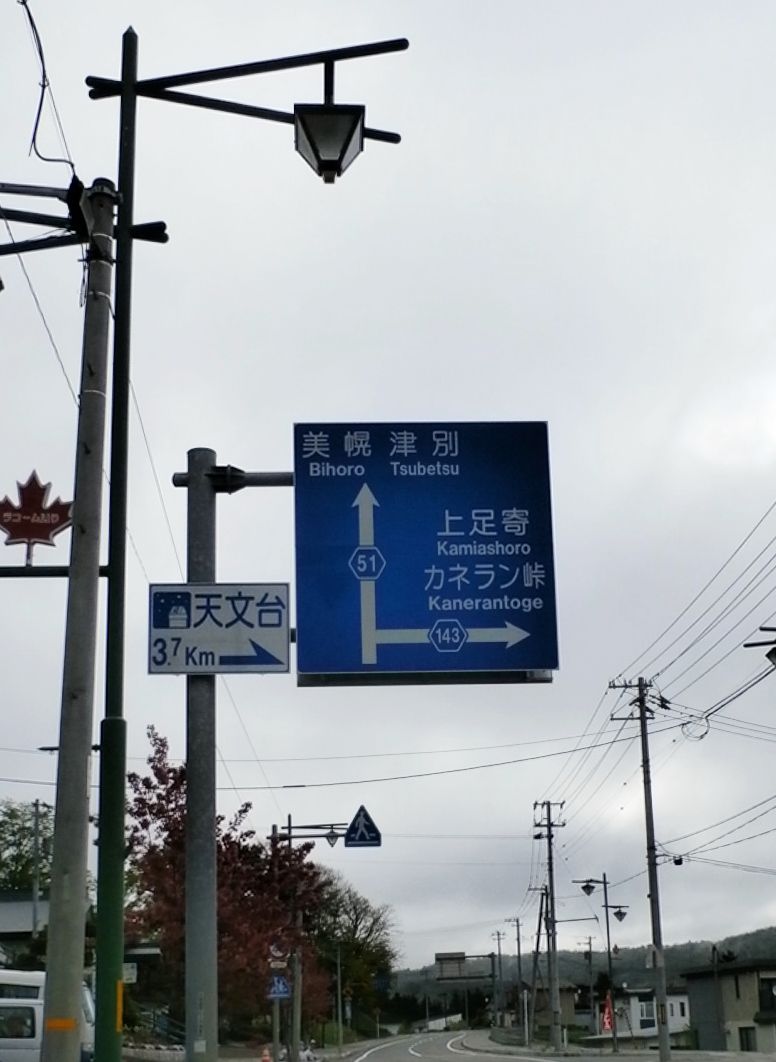 美幌 津別
Bihoro Tsubetsu
上足寄
Kamiashoro
カネラン峠
Kanerantoge
51
143
天文台
3.7Km